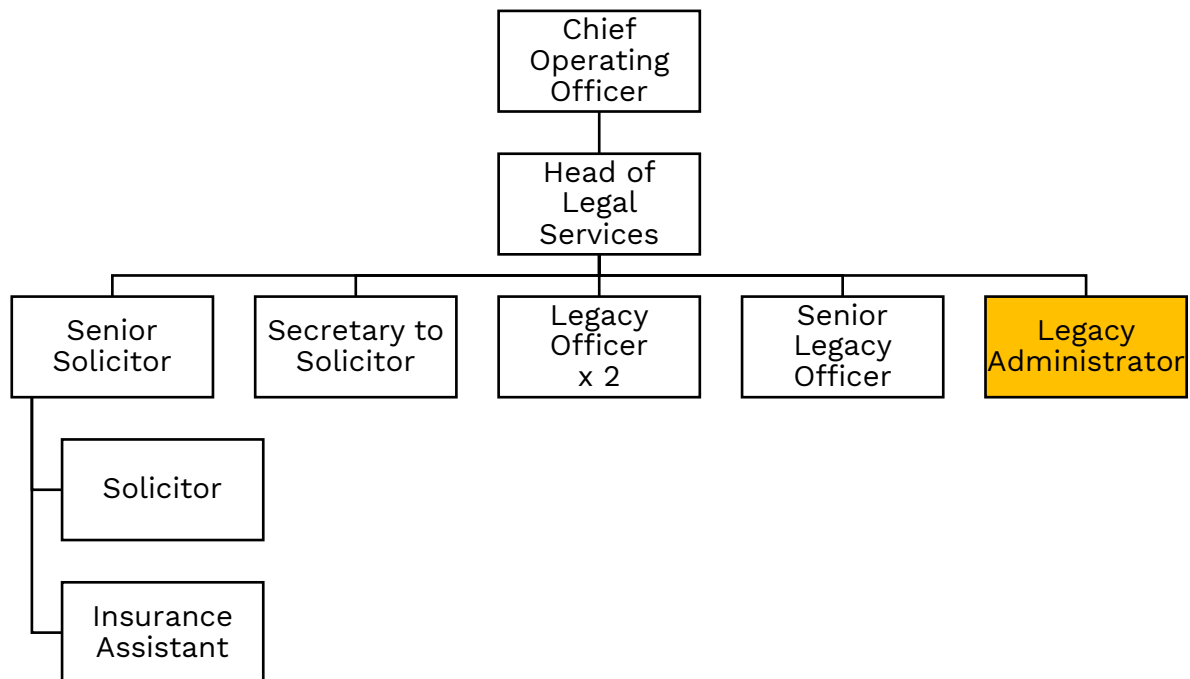 Chief
Operating
Officer
Head of
Legal
Services
Senior
Solicitor
Secretary to
Solicitor
Legacy
Officer
x 2
Senior
Legacy
Officer
Legacy
Administrator
Solicitor
Insurance
Assistant